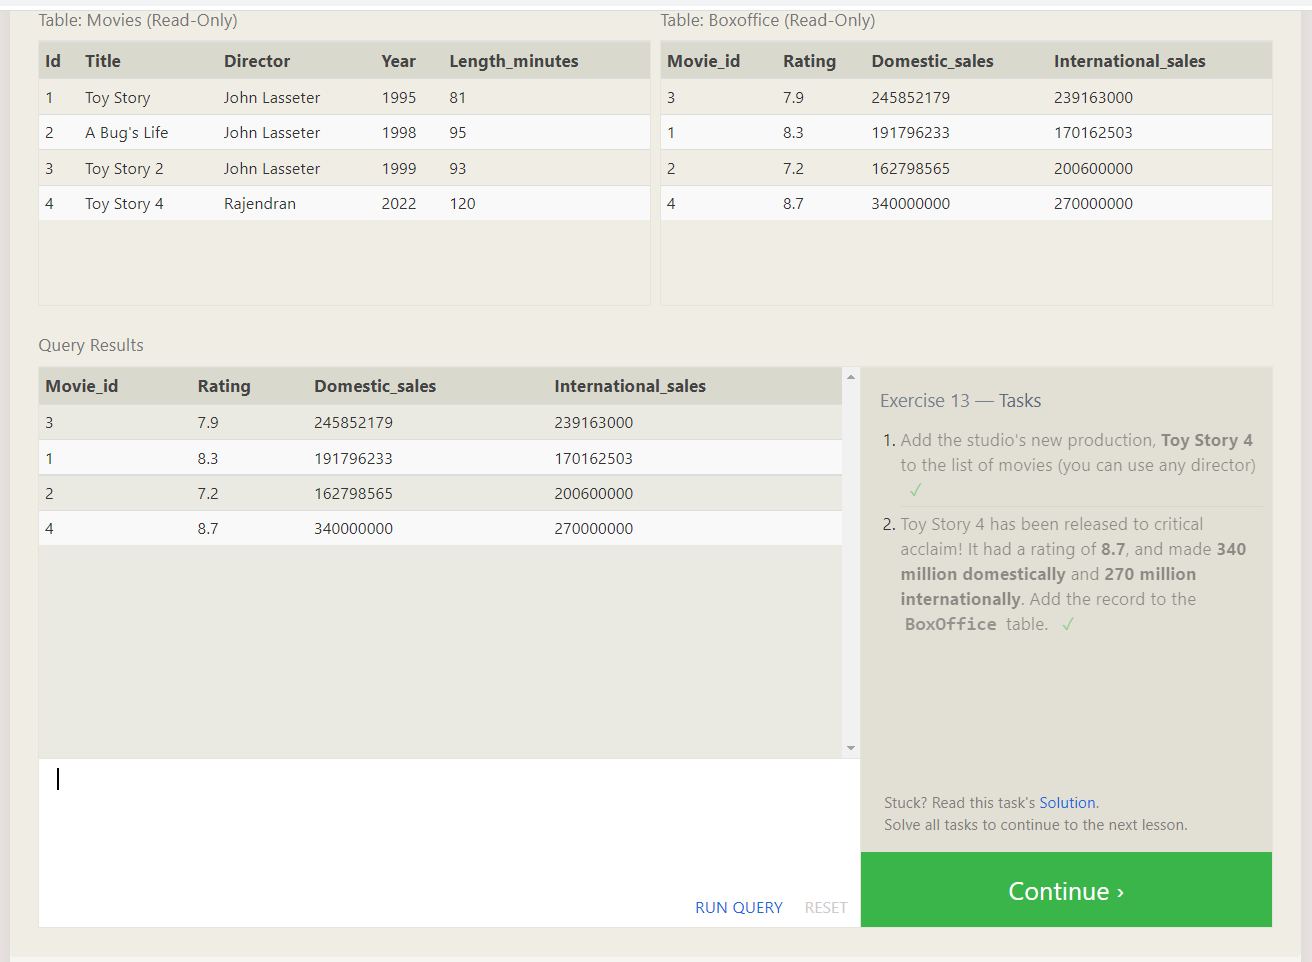 Table: Movies (Read-Only)
Id Title Director Year Length_minutes
1 Toy Story John Lasseter 1995 81
2 A Bug's Life John Lasseter 1998 95
3 Toy Story 2 John Lasseter 1999 93
4 Toy Story 4 Rajendran 2022 120
Table: Boxoffice (Read-Only)
Movie_id Rating Domestic_sales International_sales
3 7.9 245852179 239163000
1 8.3 191796233 170162503
2 7.2 162798565 200600000
4 8.7 340000000 270000000
Query Results
Movie_id Rating Domestic_sales International_sales
3 7.9 245852179 239163000
1 8.3 191796233 170162503
2 7.2 162798565 200600000
4 8.7 340000000 270000000
RUN QUERY RESET
Exercise 13 — Tasks
1. Add the studio's new production, Toy Story 4
to the list of movies (you can use any director)
✓
2. Toy Story 4 has been released to critical
acclaim! It had a rating of 8.7, and made 340
million domestically and 270 million
internationally. Add the record to the
BoxOffice table. ✓
Stuck? Read this task's Solution.
Solve all tasks to continue to the next lesson.
Continue ›